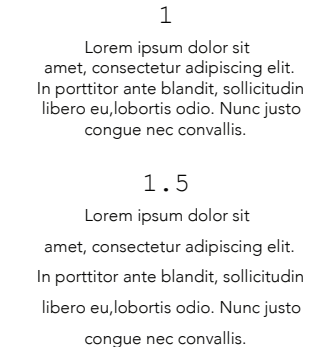 1
Lorem ipsum dolor sit
amet, consectetur adipiscing elit.
In porttitor ante blandit, sollicitudin
libero eu,lobortis odio. Nunc justo
congue nec convallis.
1.5
Lorem ipsum dolor sit
amet, consectetur adipiscing elit.
In porttitor ante blandit, sollicitudin
libero eu,lobortis odio. Nunc justo
congue nec convallis.